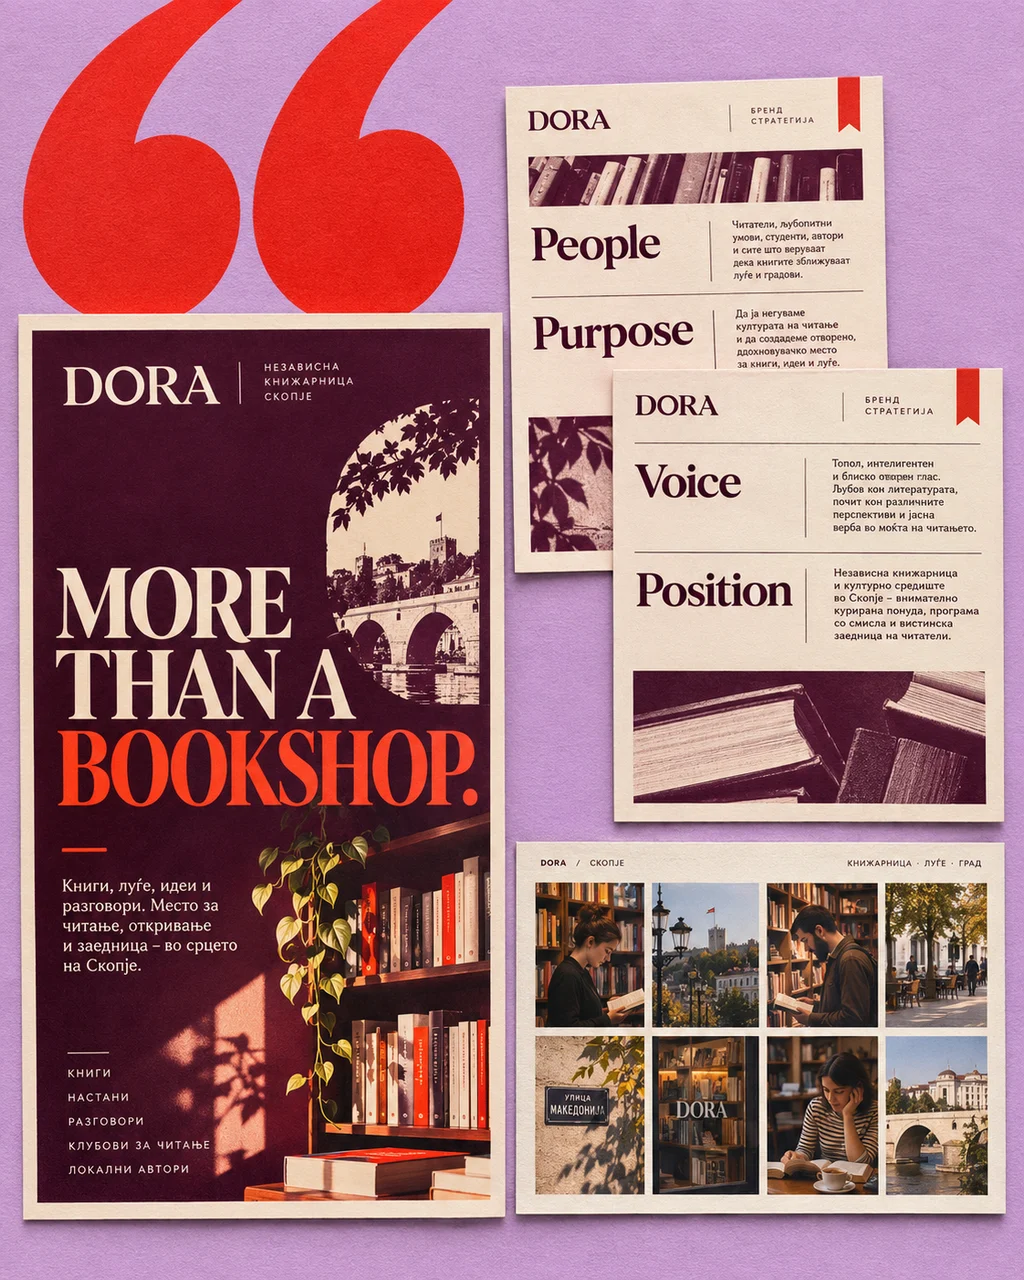 DORA
НЕЗАВИСНА
КНИЖАРНИЦА
СКОПЈЕ
MORE
THAN A
BOOKSHOP.
Книги, луѓе, идеи и
разговори. Место за
читање, откривање
и заедница – во срцето
на Скопје.
КНИГИ
НАСТАНИ
РАЗГОВОРИ
КЛУБОВИ ЗА ЧИТАЊЕ
ЛОКАЛНИ АВТОРИ
DORA
БРЕНД
СТРАТЕГИЈА
People
Читатели, љубопитни
умови, студенти, автори
и сите што веруваат
дека книгите зближуваат
луѓе и градови.
Purpose
Да ја негуваме
културата на читање
и да создадеме отворено,
ддохновувачко место
за книги, идеи и луѓе.
DORA
БРЕНД
СТРАТЕГИЈА
Voice
Топол, интелигентен
и блиско отворен глас.
Љубов кон литературата,
почит кон различните
перспективи и јасна
верба во моќта на читањето.
Position
Независна книжарница
и културно средиште
во Скопје – внимателно
курирана понуда, програма
со смисла и вистинска
заедница на читатели.
DORA / СКОПЈЕ
КНИЖАРНИЦА · ЛУЃЕ · ГРАД
УЛИЦА
МАКЕДОНИЈА
DORA